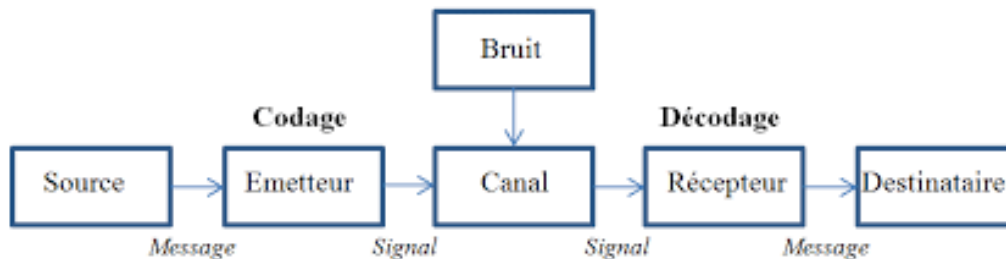 Bruit
Codage
Décodage
Source
Emetteur
Canal
Récepteur
Destinataire
Message
Signal
Signal
Message